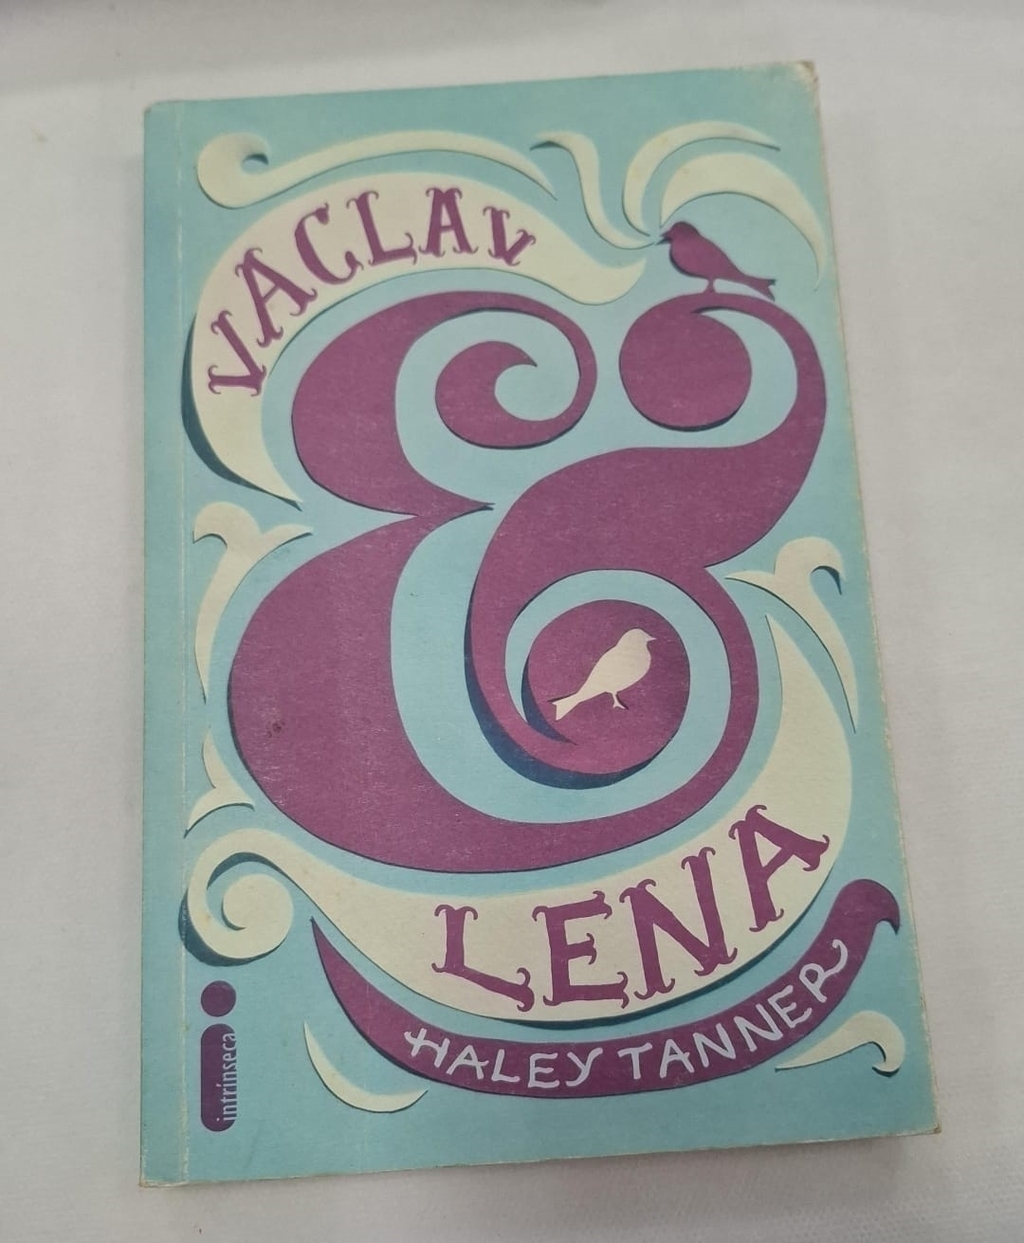 VACLAV
&
LENA
HALEY TANNER
intrínseca